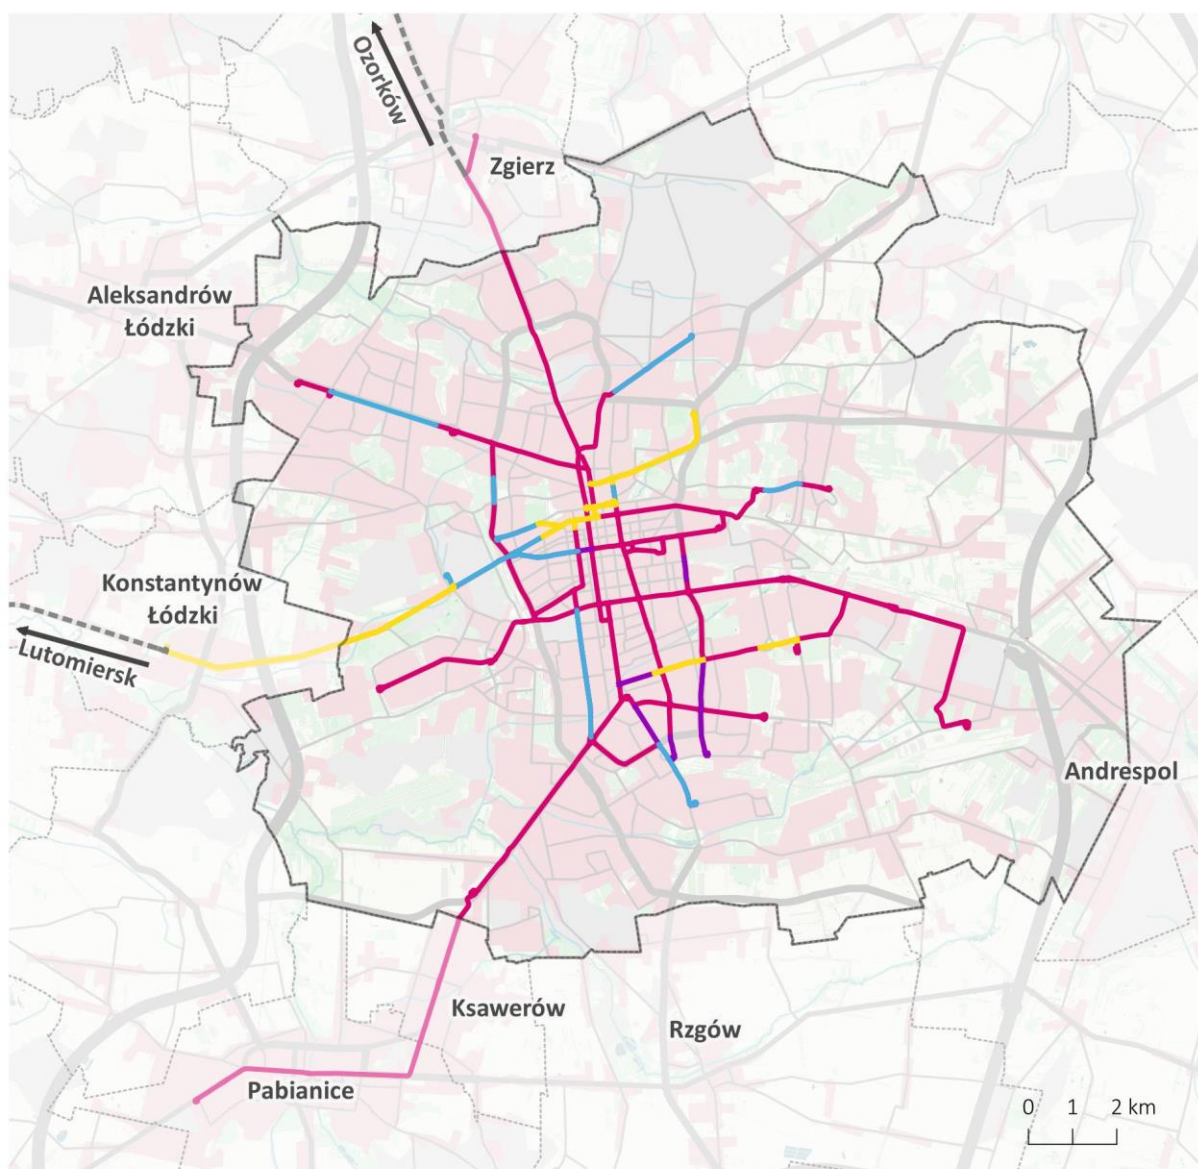 Ozorków
Zgierz
Aleksandrów
Łódzki
Konstantynów
Łódzki
Lutomiersk
Andrespol
Ksawerów
Rzgów
Pabianice
0 1 2 km